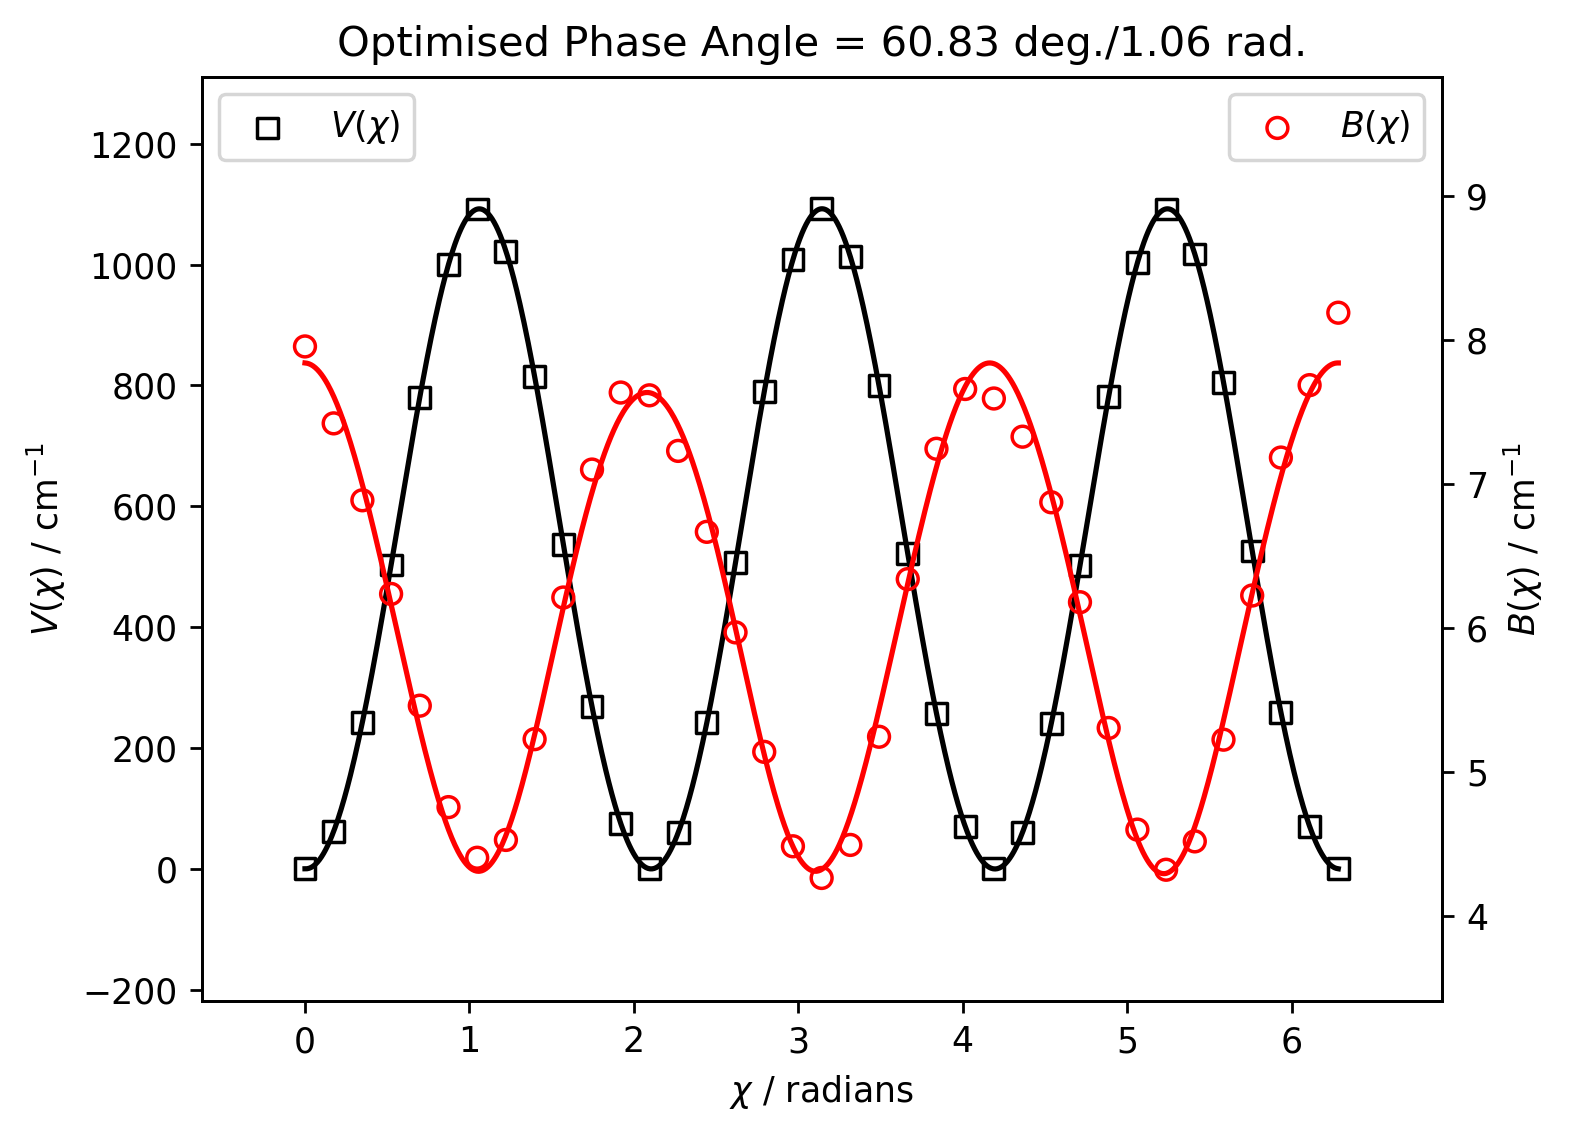 Optimised Phase Angle = 60.83 deg./1.06 rad.
V(χ)
B(χ)
1200
1000
800
600
400
200
0
−200
V(χ) / cm⁻¹
9
8
7
6
5
4
B(χ) / cm⁻¹
0 1 2 3 4 5 6
χ / radians